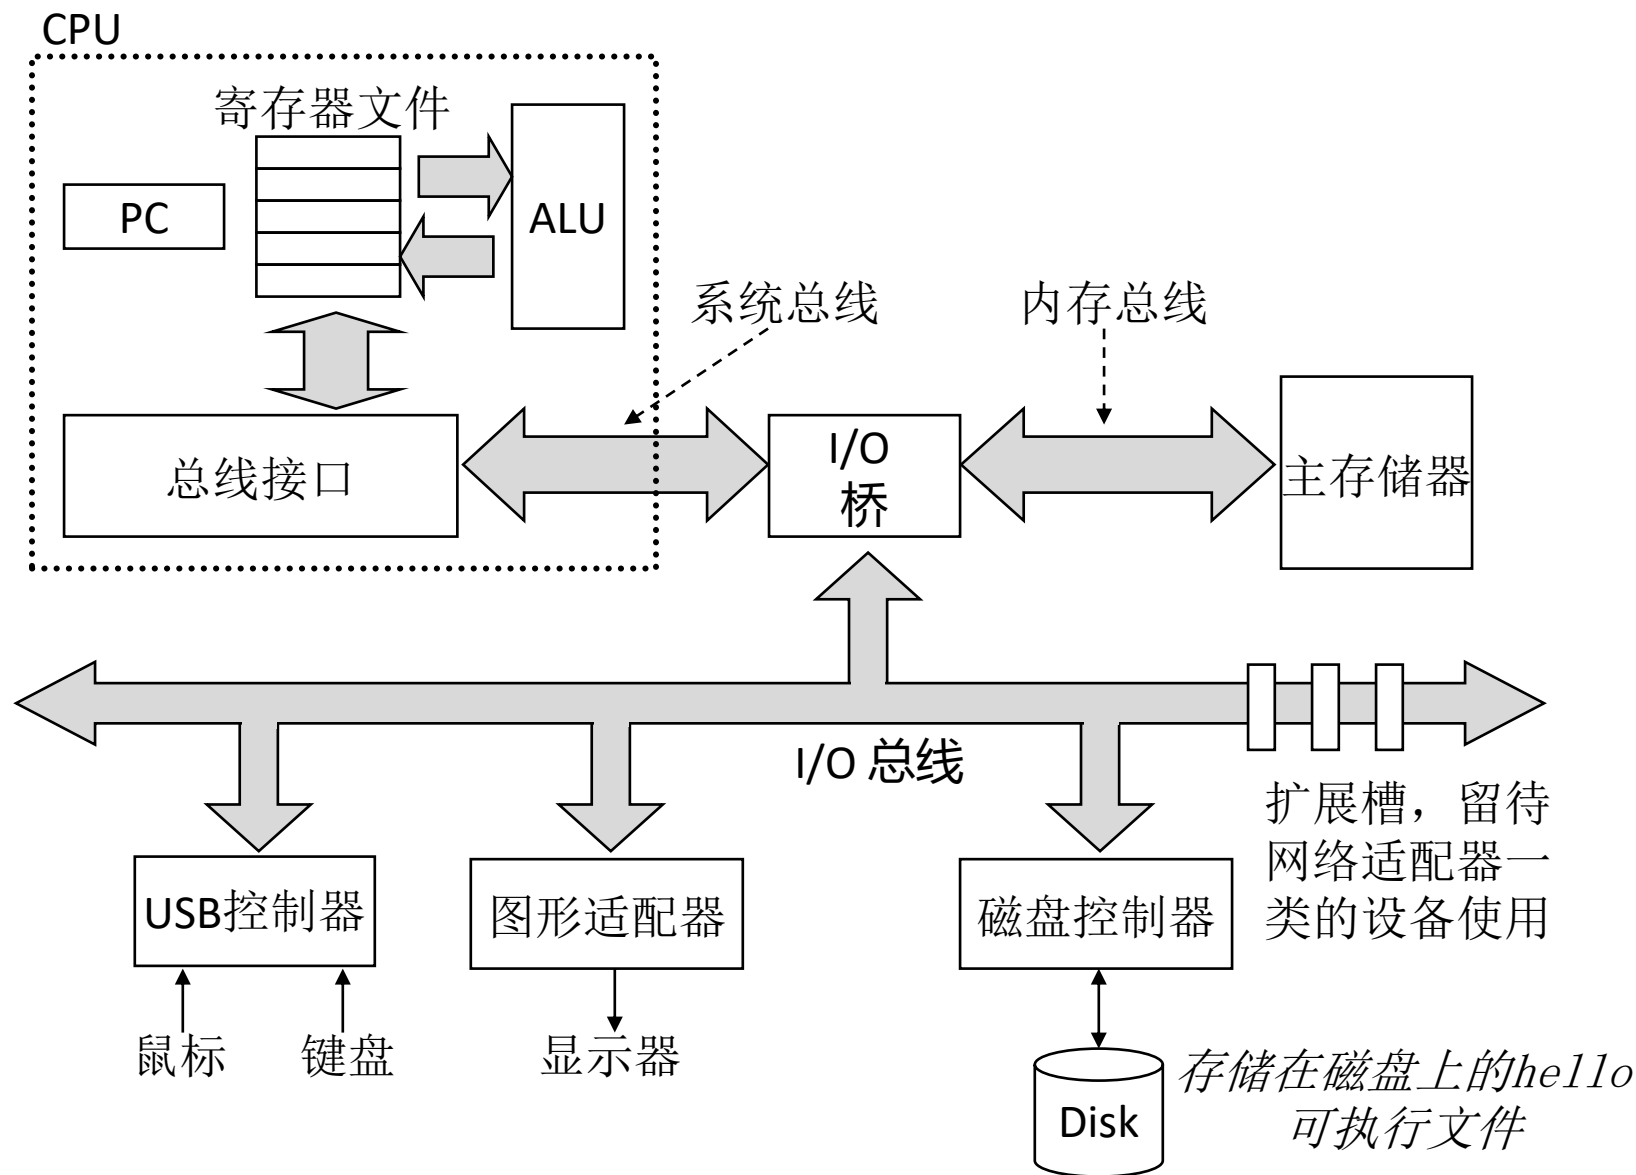 CPU
寄存器文件
PC
ALU
系统总线
内存总线
总线接口
I/O
桥
主存储器
I/O 总线
扩展槽，留待
网络适配器一
类的设备使用
USB控制器
图形适配器
磁盘控制器
鼠标
键盘
显示器
Disk
存储在磁盘上的hello
可执行文件